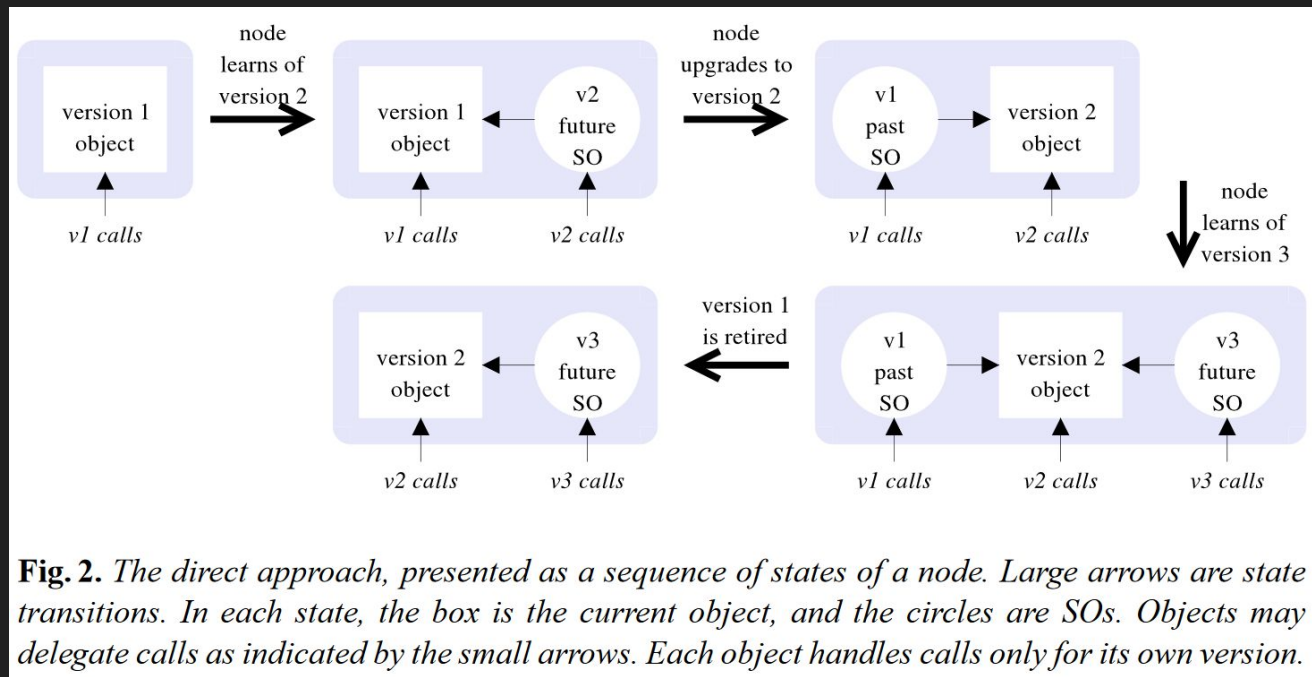 node
learns of
version 2
node
upgrades to
version 2
version 1
object
version 1
object
v2
future
SO
v1
past
SO
version 2
object
v1 calls
v1 calls
v2 calls
v1 calls
v2 calls
node
learns of
version 3
version 1
is retired
version 2
object
v3
future
SO
v1
past
SO
version 2
object
v3
future
SO
v2 calls
v3 calls
v1 calls
v2 calls
v3 calls
Fig. 2. The direct approach, presented as a sequence of states of a node. Large arrows are state
transitions. In each state, the box is the current object, and the circles are SOs. Objects may
delegate calls as indicated by the small arrows. Each object handles calls only for its own version.